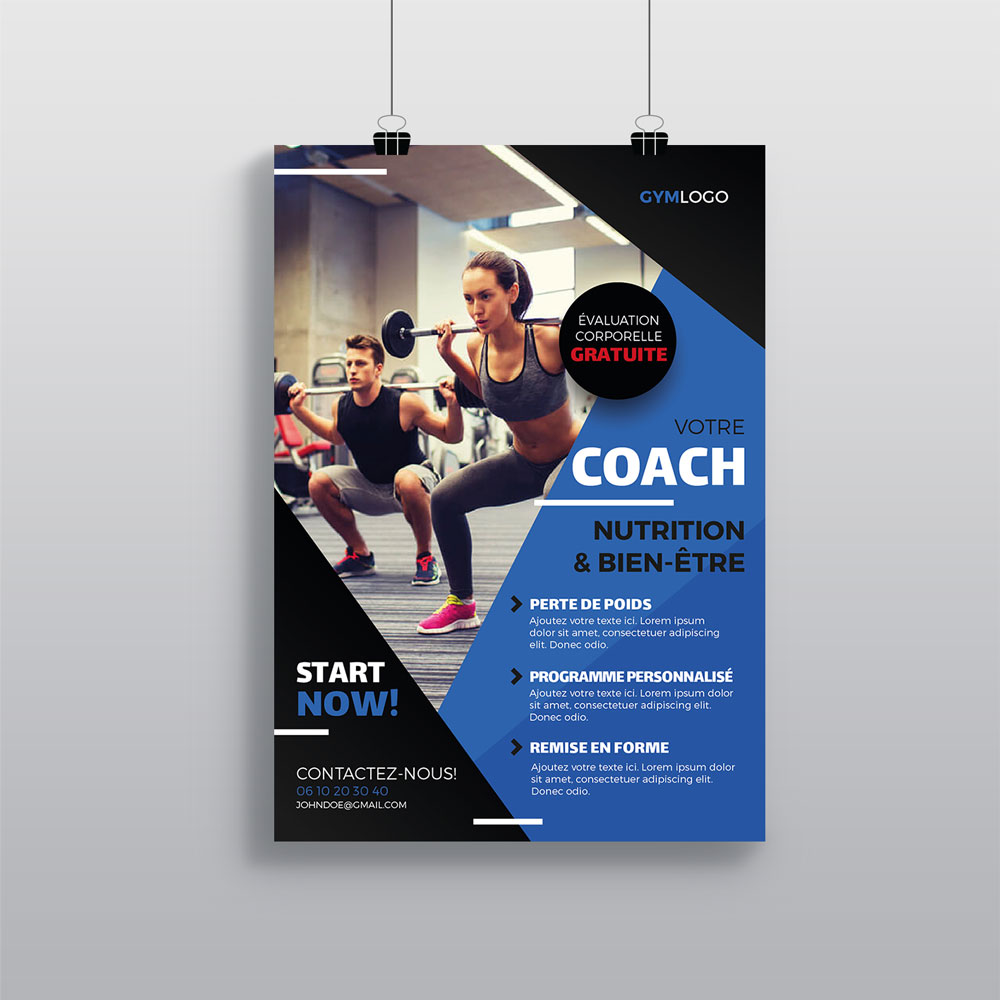 GYMLOGO
ÉVALUATION
CORPORELLE
GRATUITE
VOTRE
COACH
NUTRITION
& BIEN-ÊTRE
PERTE DE POIDS
Ajoutez votre texte ici. Lorem ipsum
dolor sit amet, consectetuer adipiscing
elit. Donec odio.
PROGRAMME PERSONNALISÉ
Ajoutez votre texte ici. Lorem ipsum dolor
sit amet, consectetuer adipiscing elit.
Donec odio.
REMISE EN FORME
Ajoutez votre texte ici. Lorem ipsum dolor
sit amet, consectetuer adipiscing elit.
Donec odio.
START
NOW!
CONTACTEZ-NOUS!
06 10 20 30 40
JOHNDOE@GMAIL.COM